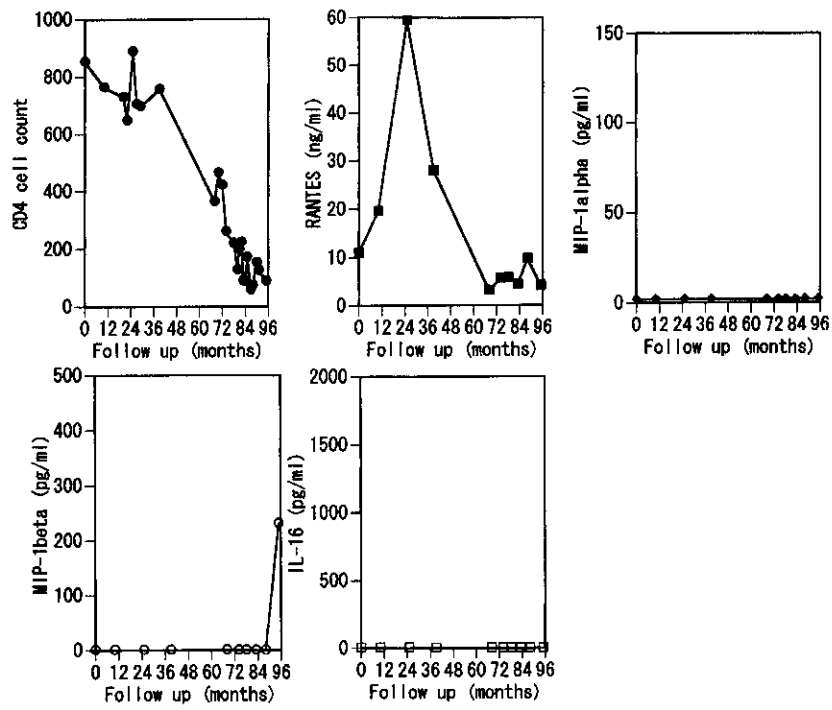 CD4 cell count
1000
800
600
400
200
0
0 12 24 36 48 60 72 84 96
Follow up (months)
RANTES (ng/ml)
60
50
40
30
20
10
0
0 12 24 36 48 60 72 84 96
Follow up (months)
MIP-1alpha (pg/ml)
150
100
50
0
0 12 24 36 48 60 72 84 96
Follow up (months)
MIP-1beta (pg/ml)
500
400
300
200
100
0
0 12 24 36 48 60 72 84 96
Follow up (months)
IL-16 (pg/ml)
2000
1500
1000
500
0
0 12 24 36 48 60 72 84 96
Follow up (months)